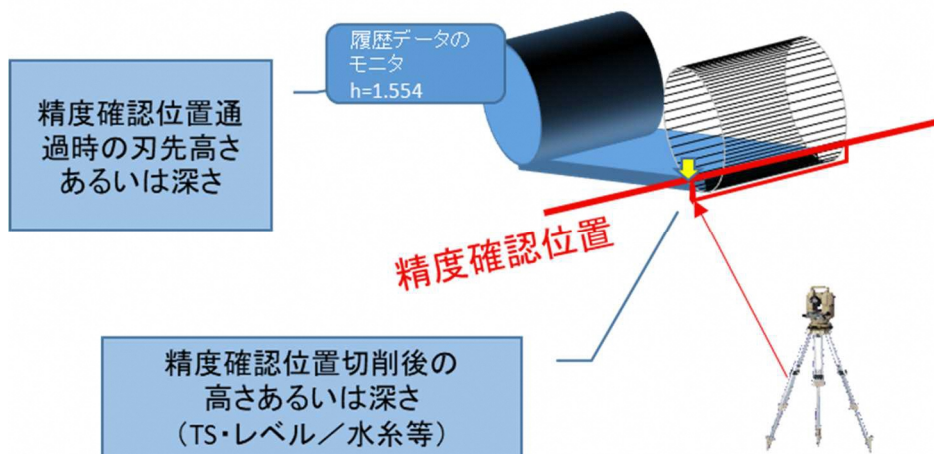 履歴データの
モニタ
h=1.554
精度確認位置通
過時の刃先高さ
あるいは深さ
精度確認位置
精度確認位置切削後の
高さあるいは深さ
（TS・レベル／水糸等）